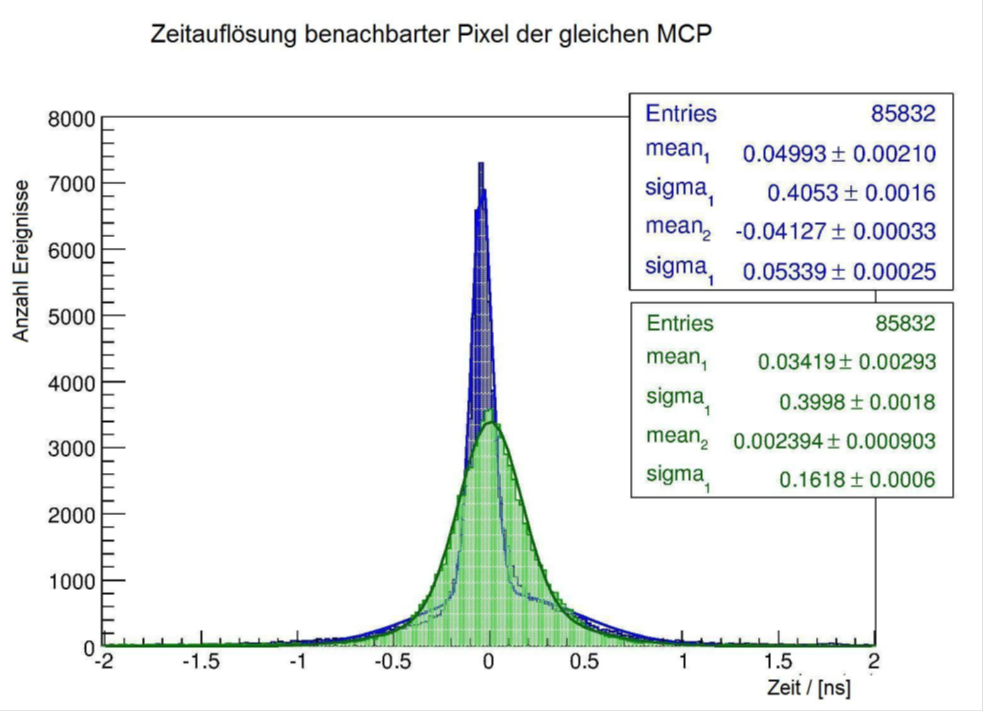 Zeitauflösung benachbarter Pixel der gleichen MCP
Anzahl Ereignisse
8000
7000
6000
5000
4000
3000
2000
1000
0
-2 -1.5 -1 -0.5 0 0.5 1 1.5 2
Zeit / [ns]
Entries 85832
mean1 0.04993 ± 0.00210
sigma1 0.4053 ± 0.0016
mean2 -0.04127 ± 0.00033
sigma1 0.05339 ± 0.00025
Entries 85832
mean1 0.03419 ± 0.00293
sigma1 0.3998 ± 0.0018
mean2 0.002394 ± 0.000903
sigma1 0.1618 ± 0.0006